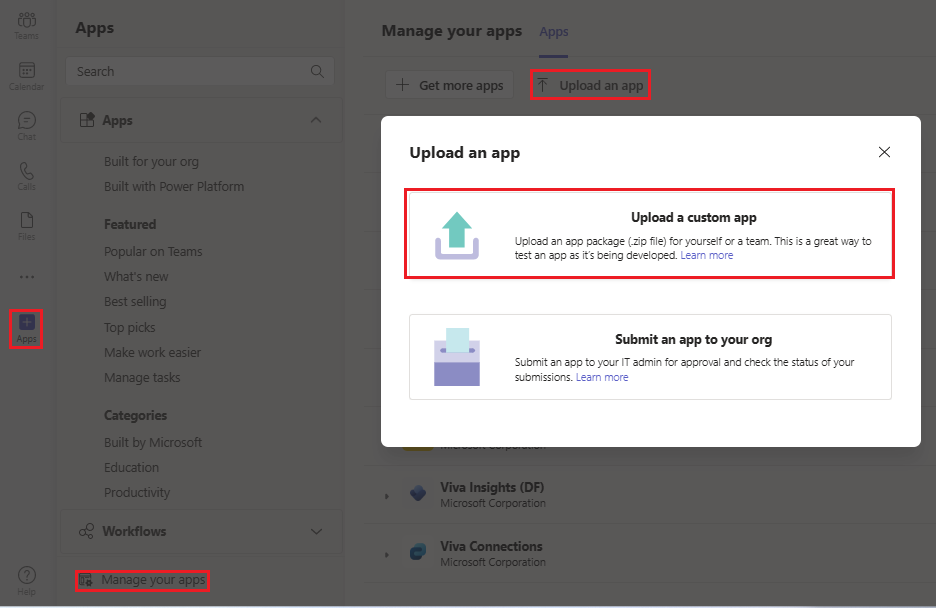 Teams
Calendar
Chat
Calls
Files
Apps
Help
Apps
Search
Apps
Built for your org
Built with Power Platform
Featured
Popular on Teams
What's new
Best selling
Top picks
Make work easier
Manage tasks
Categories
Built by Microsoft
Education
Productivity
Workflows
Manage your apps
Manage your apps Apps
Get more apps Upload an app
Upload an app
Upload a custom app
Upload an app package (.zip file) for yourself or a team. This is a great way to
test an app as it's being developed. Learn more
Submit an app to your org
Submit an app to your IT admin for approval and check the status of your
submissions. Learn more
Microsoft Corporation
Viva Insights (DF)
Microsoft Corporation
Viva Connections
Microsoft Corporation